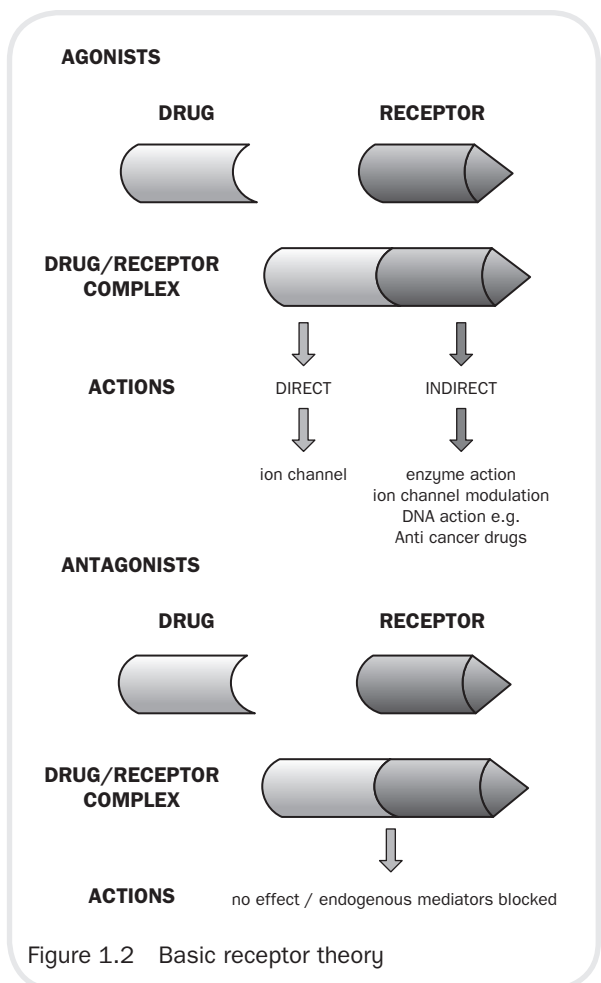 AGONISTS
DRUG RECEPTOR
DRUG/RECEPTOR
COMPLEX
ACTIONS DIRECT INDIRECT
ion channel enzyme action
ion channel modulation
DNA action e.g.
Anti cancer drugs
ANTAGONISTS
DRUG RECEPTOR
DRUG/RECEPTOR
COMPLEX
ACTIONS no effect / endogenous mediators blocked
Figure 1.2 Basic receptor theory